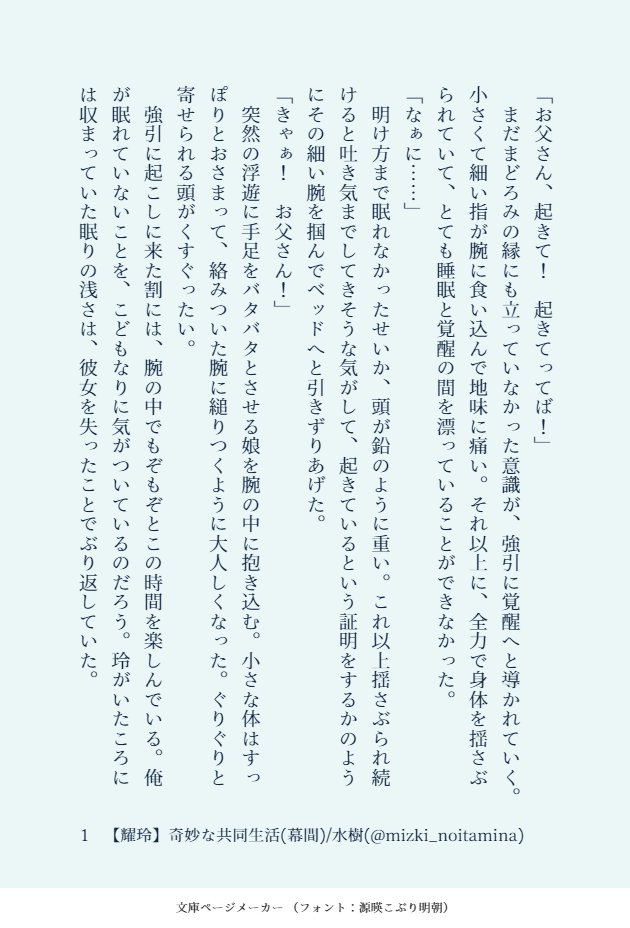 「お父さん、起きて！　起きてってば！」
　まだまどろみの縁にも立っていなかった意識が、強引に覚醒へと導かれていく。
小さくて細い指が腕に食い込んで地味に痛い。それ以上に、全力で身体を揺さぶ
られていて、とても睡眠と覚醒の間を漂っていることができなかった。
「なぁに……」
　明け方まで眠れなかったせいか、頭が鉛のように重い。これ以上揺さぶられ続
けると吐き気までしてきそうな気がして、起きているという証明をするかのよう
にその細い腕を掴んでベッドへと引きずりあげた。
「きゃぁ！　お父さん！」
　突然の浮遊に手足をバタバタとさせる娘を腕の中に抱き込む。小さな体はすっ
ぽりとおさまって、絡みついた腕に縋りつくように大人しくなった。ぐりぐりと
寄せられる頭がくすぐったい。
　強引に起こしに来た割には、腕の中でもぞもぞとこの時間を楽しんでいる。俺
が眠れていないことを、こどもなりに気がついているのだろう。玲がいたころに
は収まっていた眠りの浅さは、彼女を失ったことでぶり返していた。
1　【耀玲】奇妙な共同生活(幕間)/水樹(@mizki_noitamina)
文庫ページメーカー （フォント：源暎こぶり明朝）